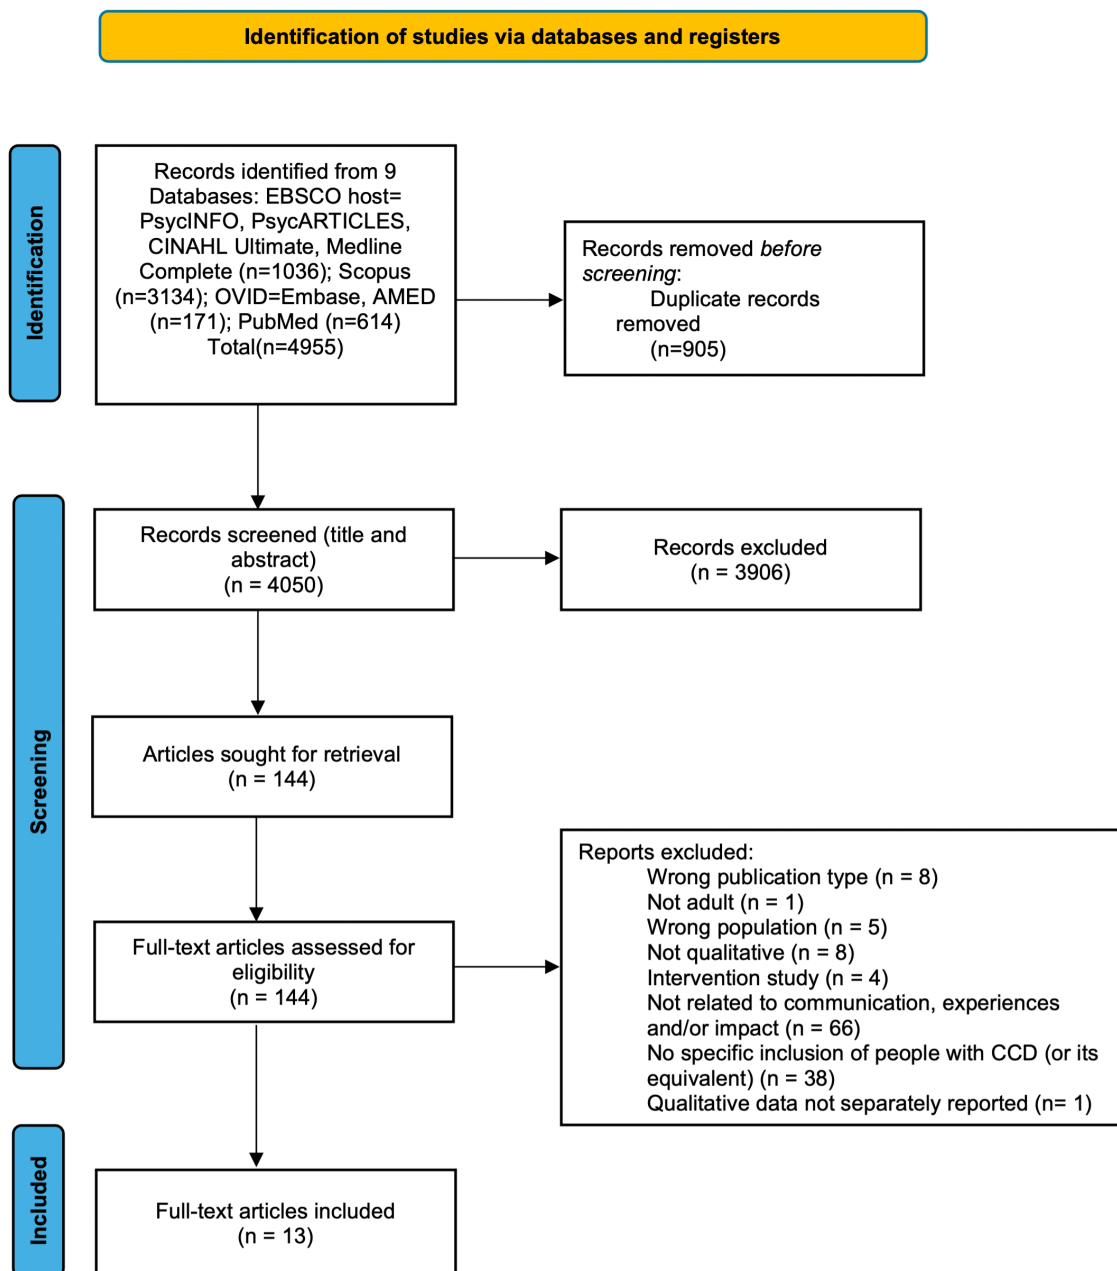 Identification of studies via databases and registers
Identification
Records identified from 9
Databases: EBSCO host=
PsycINFO, PsycARTICLES,
CINAHL Ultimate, Medline
Complete (n=1036); Scopus
(n=3134); OVID=Embase, AMED
(n=171); PubMed (n=614)
Total(n=4955)
Records removed before
screening:
Duplicate records
removed
(n=905)
Screening
Records screened (title and
abstract)
(n = 4050)
Records excluded
(n = 3906)
Articles sought for retrieval
(n = 144)
Full-text articles assessed for
eligibility
(n = 144)
Reports excluded:
Wrong publication type (n = 8)
Not adult (n = 1)
Wrong population (n = 5)
Not qualitative (n = 8)
Intervention study (n = 4)
Not related to communication, experiences
and/or impact (n = 66)
No specific inclusion of people with CCD (or its
equivalent) (n = 38)
Qualitative data not separately reported (n= 1)
Included
Full-text articles included
(n = 13)